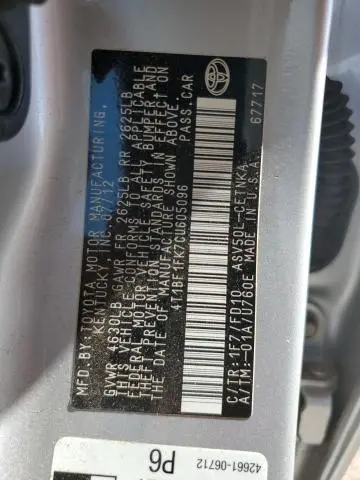 MFD. BY: TOYOTA MOTOR MANUFACTURING,
KENTUCKY, INC. 07/12
GVWR 4630LB GAWR FR 2625LB RR 2625LB
THIS VEHICLE CONFORMS TO ALL APPLICABLE
FEDERAL MOTOR VEHICLE SAFETY, BUMPER AND
THEFT PREVENTION STANDARDS IN EFFECT ON
THE DATE OF MANUFACTURE SHOWN ABOVE.
4T1BF1FK7CU605096 PASS.CAR
C/TR: 1F7/FD10 ASV50L-CETNKA
A/TM: -01A/U760E MADE IN U.S.A. 67717
42661-06712
P6